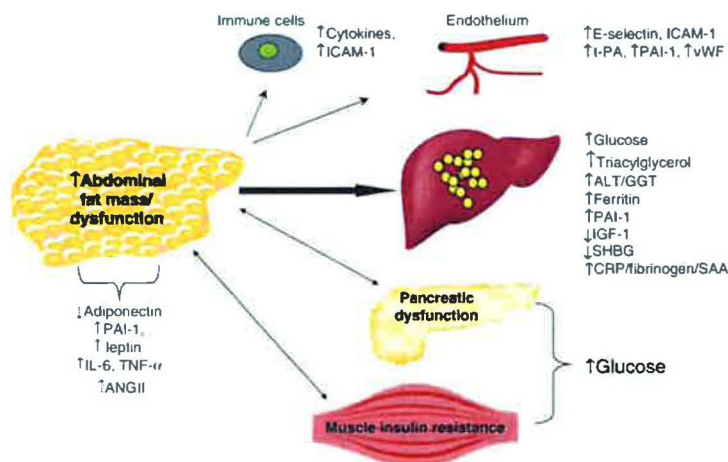 Immune cells
↑Cytokines,
↑ICAM-1
Endothelium
↑E-selectin, ICAM-1
↑t-PA, ↑PAI-1, ↑vWF
↑Abdominal
fat mass/
dysfunction
↑Glucose
↑Triacylglycerol
↑ALT/GGT
↑Ferritin
↑PAI-1
↓IGF-1
↓SHBG
↑CRP/fibrinogen/SAA
↓Adiponectin
↑PAI-1,
↑leptin
↑IL-6, TNF-α
↑ANGII
Pancreatic
dysfunction
↑Glucose
Muscle insulin resistance